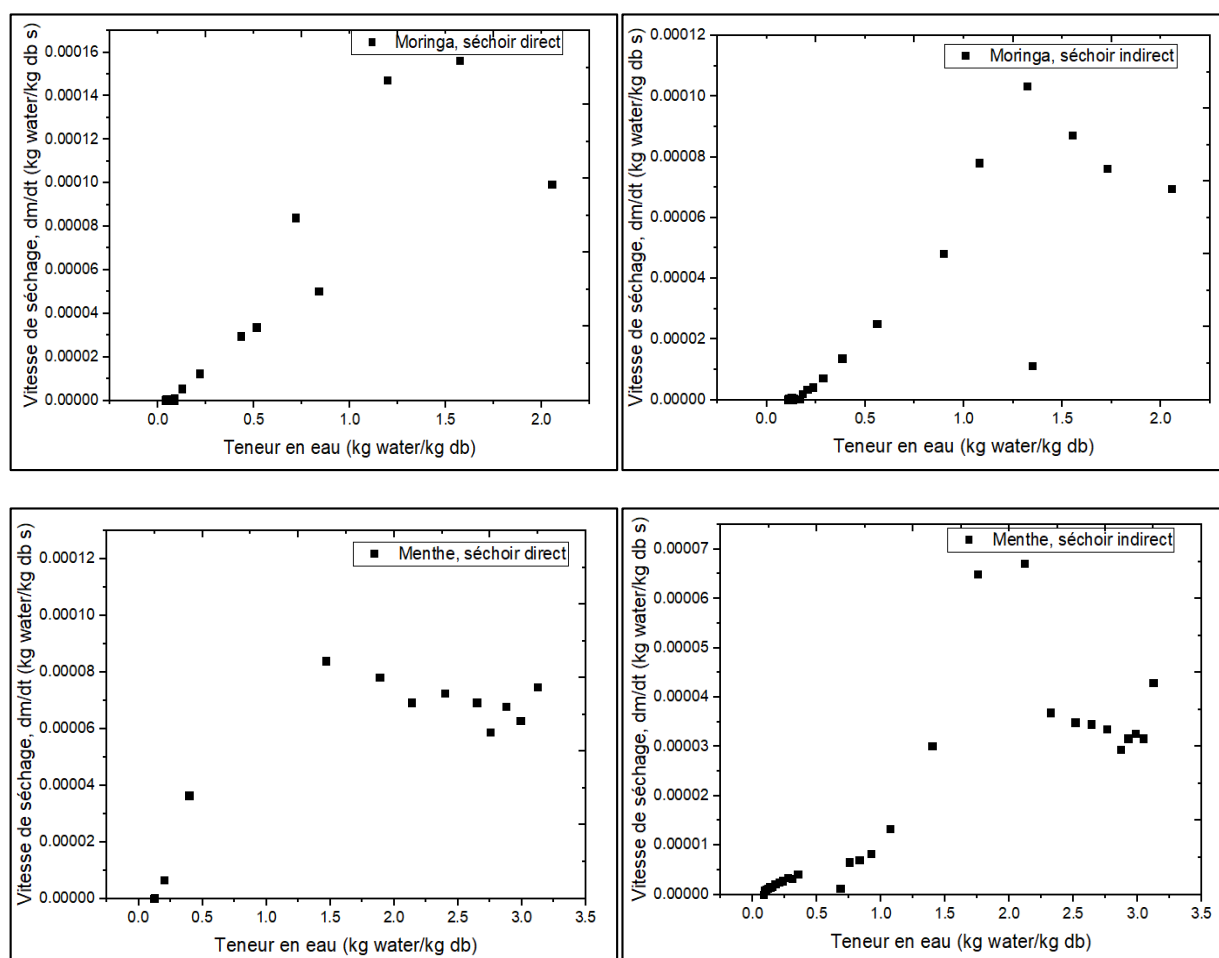 Moringa, séchoir direct
Vitesse de séchage, dm/dt (kg water/kg db s)
0.00016
0.00014
0.00012
0.00010
0.00008
0.00006
0.00004
0.00002
0.00000
0.0 0.5 1.0 1.5 2.0
Teneur en eau (kg water/kg db)
Moringa, séchoir indirect
Vitesse de séchage, dm/dt (kg water/kg db s)
0.00012
0.00010
0.00008
0.00006
0.00004
0.00002
0.00000
0.0 0.5 1.0 1.5 2.0
Teneur en eau (kg water/kg db)
Menthe, séchoir direct
Vitesse de séchage, dm/dt (kg water/kg db s)
0.00012
0.00010
0.00008
0.00006
0.00004
0.00002
0.00000
0.0 0.5 1.0 1.5 2.0 2.5 3.0 3.5
Teneur en eau (kg water/kg db)
Menthe, séchoir indirect
Vitesse de séchage, dm/dt (kg water/kg db s)
0.00007
0.00006
0.00005
0.00004
0.00003
0.00002
0.00001
0.00000
0.0 0.5 1.0 1.5 2.0 2.5 3.0 3.5
Teneur en eau (kg water/kg db)